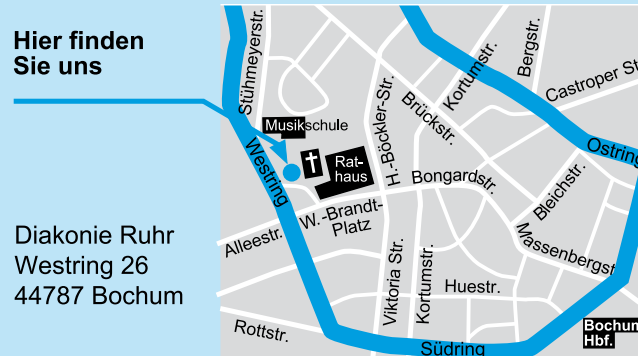 Hier finden
Sie uns
Diakonie Ruhr
Westring 26
44787 Bochum
Stühmeyerstr.
Musikschule
Westring
Rat-
haus
H.-Böckler-Str.
Brückstr.
Kortumstr.
Bergstr.
Castroper St
Ostring
Bongardstr.
Bleichstr.
Massenbergst
W.-Brandt-
Platz
Alleestr.
Viktoria Str.
Kortumstr.
Huestr.
Rottstr.
Südring
Bochum
Hbf.